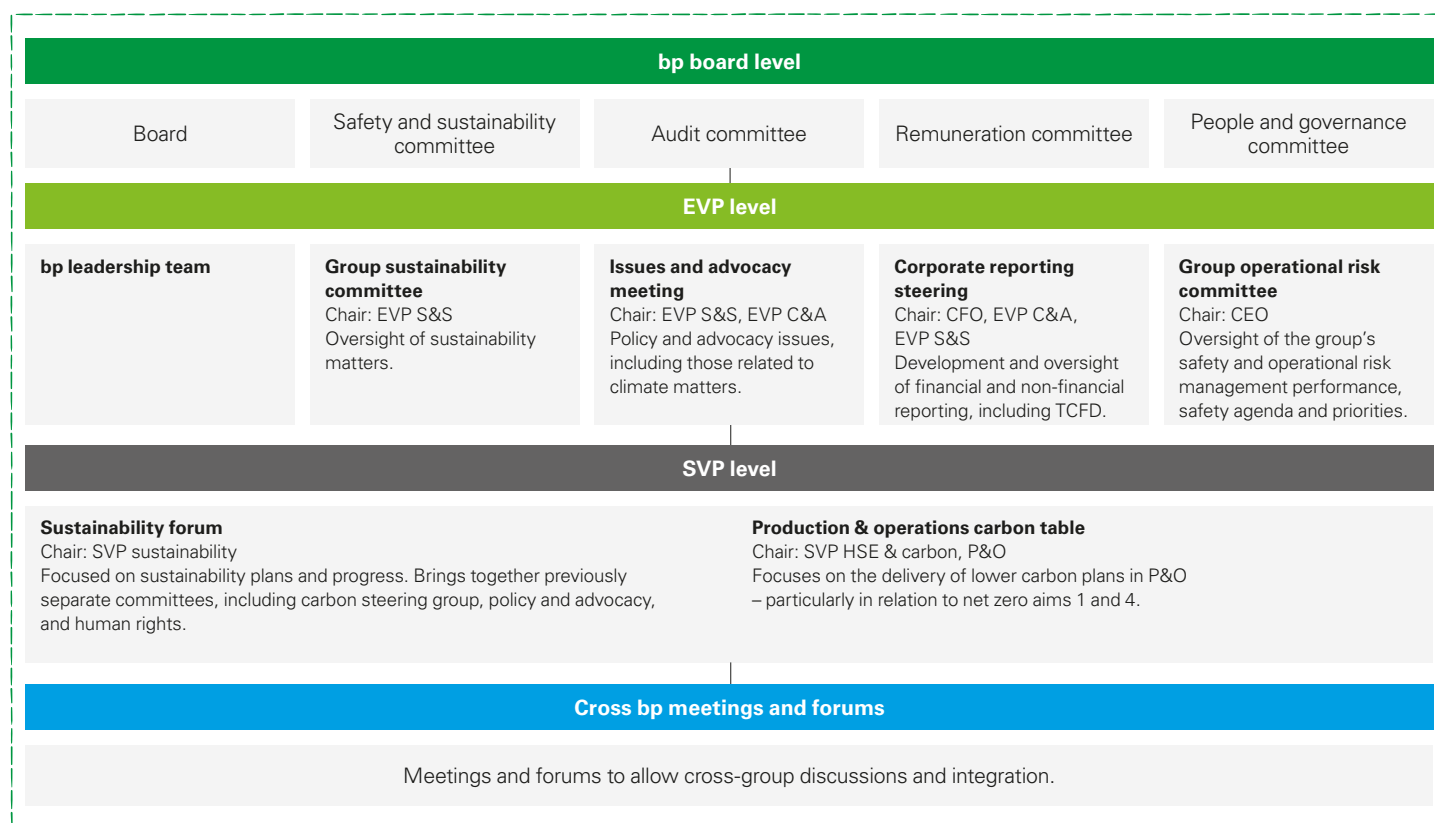 bp board level
Board
Safety and sustainability
committee
Audit committee
Remuneration committee
People and governance
committee
EVP level
bp leadership team
Group sustainability
committee
Chair: EVP S&S
Oversight of sustainability
matters.
Issues and advocacy
meeting
Chair: EVP S&S, EVP C&A
Policy and advocacy issues,
including those related to
climate matters.
Corporate reporting
steering
Chair: CFO, EVP C&A,
EVP S&S
Development and oversight
of financial and non-financial
reporting, including TCFD.
Group operational risk
committee
Chair: CEO
Oversight of the group’s
safety and operational risk
management performance,
safety agenda and priorities.
SVP level
Sustainability forum
Chair: SVP sustainability
Focused on sustainability plans and progress. Brings together previously
separate committees, including carbon steering group, policy and advocacy,
and human rights.
Production & operations carbon table
Chair: SVP HSE & carbon, P&O
Focuses on the delivery of lower carbon plans in P&O
– particularly in relation to net zero aims 1 and 4.
Cross bp meetings and forums
Meetings and forums to allow cross-group discussions and integration.